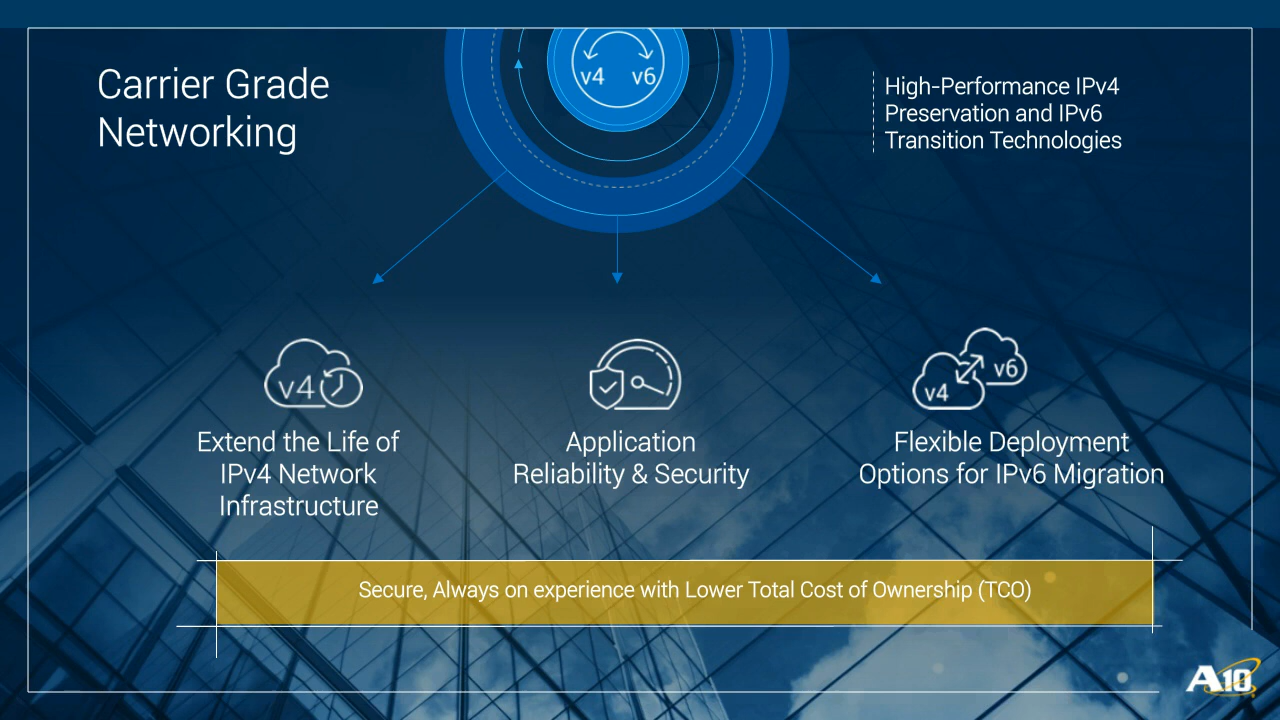 Carrier Grade
Networking
v4 v6
High-Performance IPv4
Preservation and IPv6
Transition Technologies
v4
v4 v6
Extend the Life of
IPv4 Network
Infrastructure
Application
Reliability & Security
Flexible Deployment
Options for IPv6 Migration
Secure, Always on experience with Lower Total Cost of Ownership (TCO)
A10